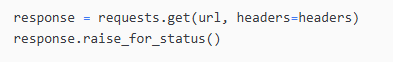 response = requests.get(url, headers=headers)
response.raise_for_status()